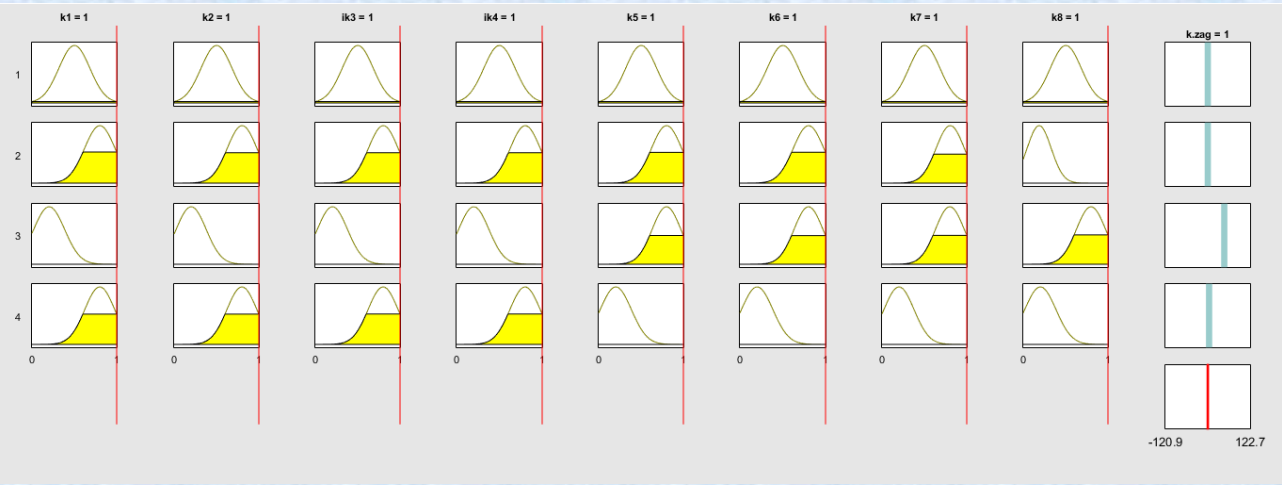 k1 = 1 k2 = 1 ik3 = 1 ik4 = 1 k5 = 1 k6 = 1 k7 = 1 k8 = 1
k.zag = 1
1
2
3
4
0 1 0 1 0 1 0 1 0 1 0 1 0 1 0 1
-120.9 122.7